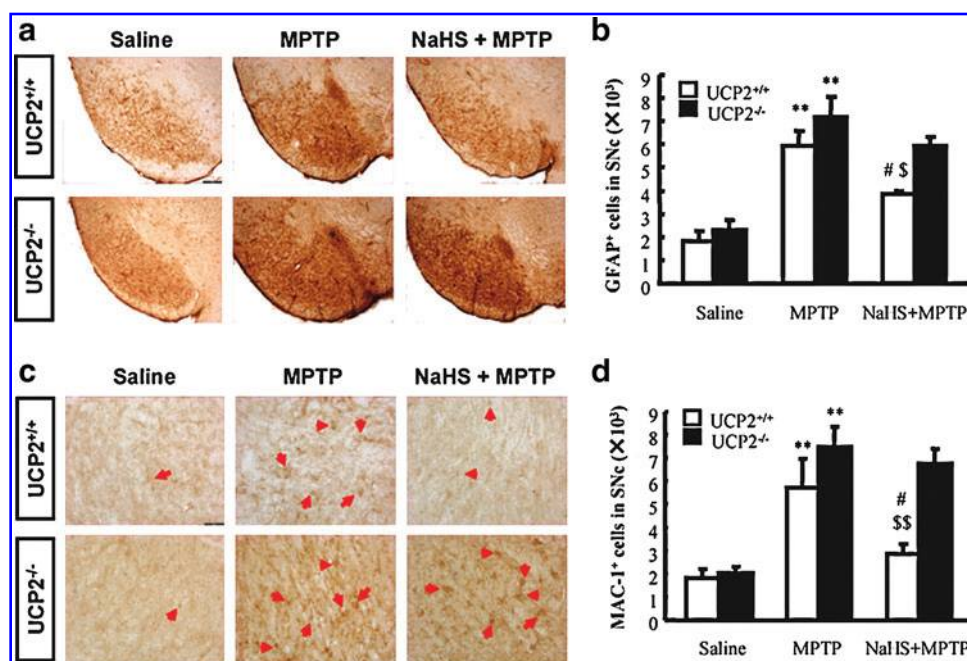 a
Saline MPTP NaHS + MPTP
UCP2+/+
UCP2-/-
b
GFAP+ cells in SNc (×10³)
9
8
7
6
5
4
3
2
1
0
UCP2+/+
UCP2-/-
**
**
# $
Saline MPTP NaHS+MPTP
c
Saline MPTP NaHS + MPTP
UCP2+/+
UCP2-/-
d
MAC-1+ cells in SNc (×10³)
9
8
7
6
5
4
3
2
1
0
UCP2+/+
UCP2-/-
**
**
#
$$
Saline MPTP NaHS+MPTP